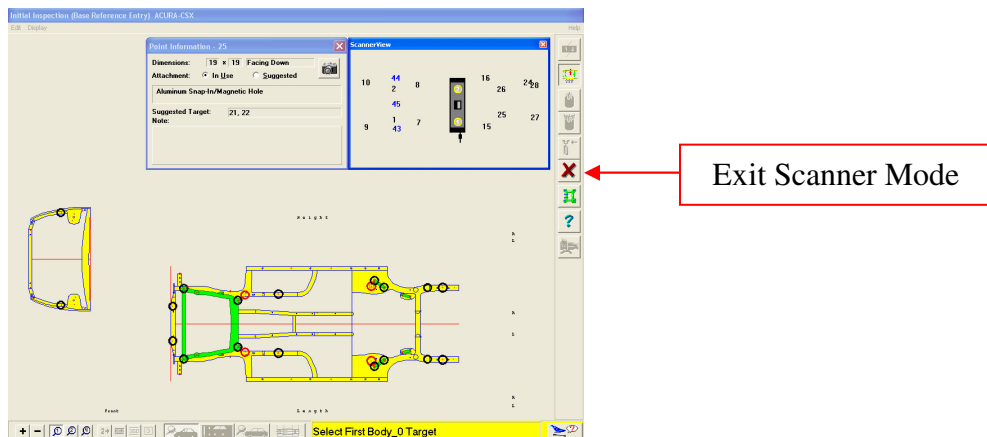 Initial Inspection (Base Reference Entry) ACURA-CSX
Edit Display Help
Point Information - 25
Dimensions: 19 x 19 Facing Down
Attachment: In Use Suggested
Aluminum Snap-In/Magnetic Hole
Suggested Target: 21, 22
Note:
ScannerView
10 44 8 2 16 24 28
2 26
45
1 25 27
9 43 7 15
Exit Scanner Mode
Height
R
L
R
L
R
L
Front Length
Select First Body_0 Target